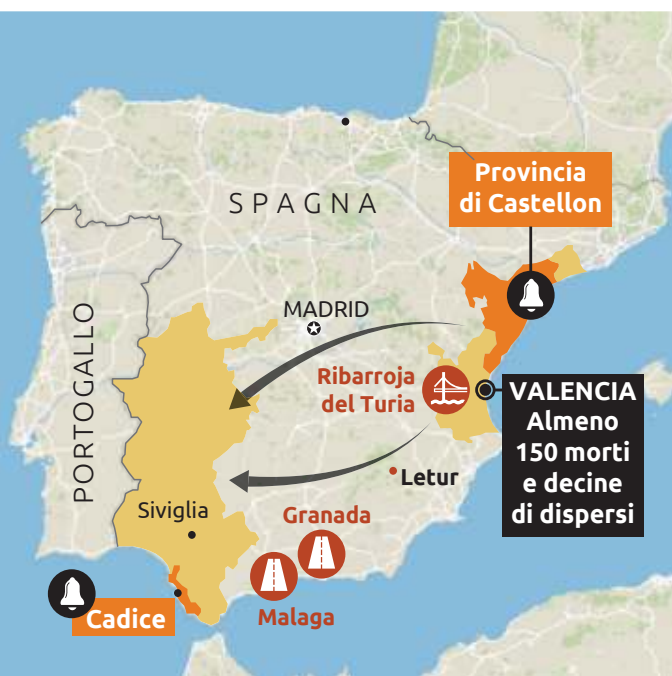 Provincia
di Castellon
SPAGNA
MADRID
PORTOGALLO
Ribarroja
del Turia
VALENCIA
Almeno
150 morti
e decine
di dispersi
Letur
Siviglia
Granada
Malaga
Cadice